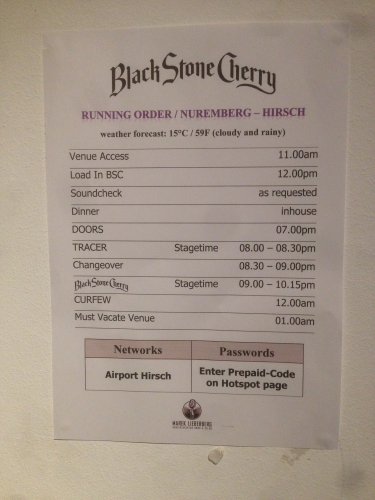 Black Stone Cherry
RUNNING ORDER / NUREMBERG – HIRSCH
weather forecast: 15°C / 59F (cloudy and rainy)
Venue Access 11.00am
Load In BSC 12.00pm
Soundcheck as requested
Dinner inhouse
DOORS 07.00pm
TRACER Stagetime 08.00 – 08.30pm
Changeover 08.30 – 09.00pm
Black Stone Cherry Stagetime 09.00 – 10.15pm
CURFEW 12.00am
Must Vacate Venue 01.00am
Networks Passwords
Airport Hirsch Enter Prepaid-Code
on Hotspot page
MAREK LIEBERBERG